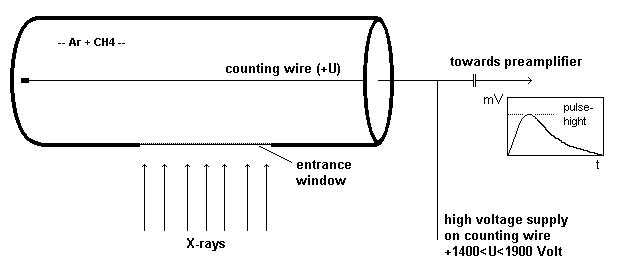 -- Ar + CH4 --
counting wire (+U)
towards preamplifier
mV
pulse-
hight
t
entrance
window
X-rays
high voltage supply
on counting wire
+1400<U<1900 Volt